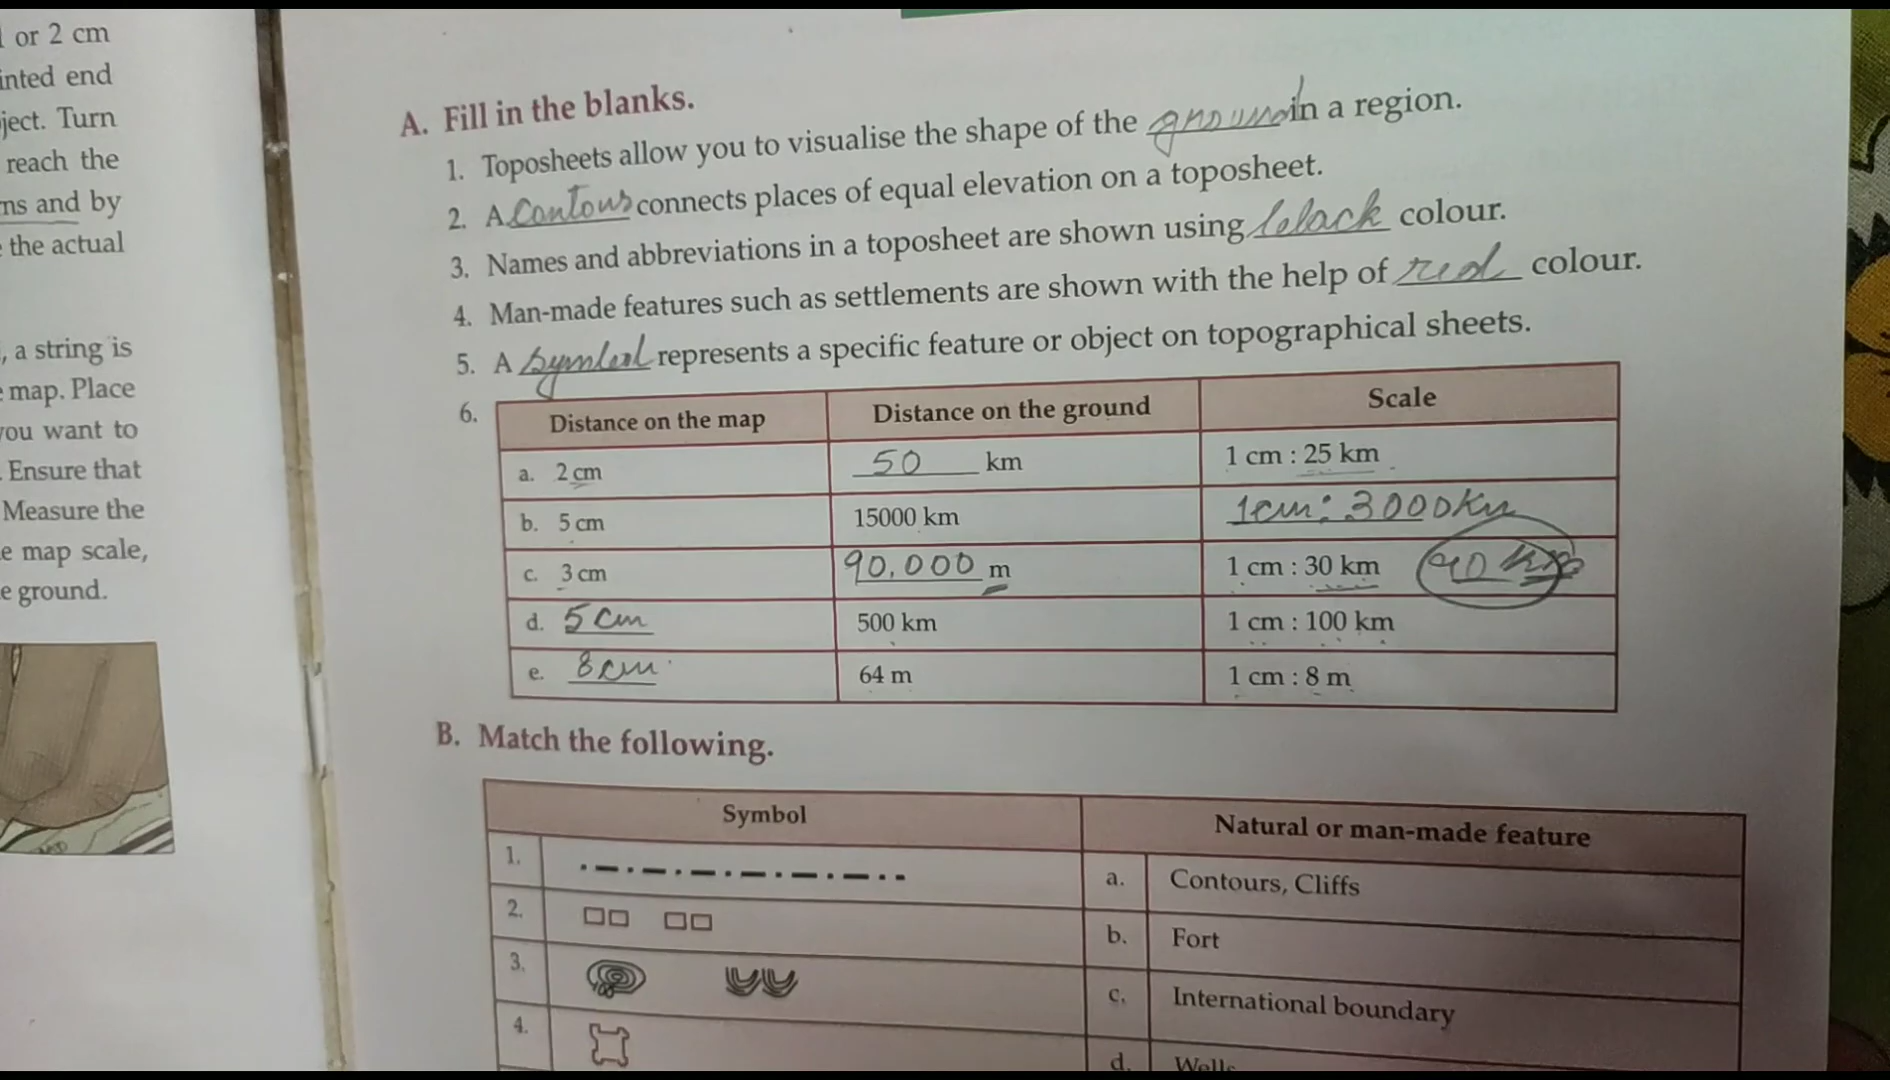 1 or 2 cm
inted end
ject. Turn
reach the
ns and by
the actual
, a string is
map. Place
you want to
Ensure that
Measure the
e map scale,
e ground.
A. Fill in the blanks.
1. Toposheets allow you to visualise the shape of the ground in a region.
2. A Contour connects places of equal elevation on a toposheet.
3. Names and abbreviations in a toposheet are shown using black colour.
4. Man-made features such as settlements are shown with the help of red colour.
5. A symbol represents a specific feature or object on topographical sheets.
6. Distance on the map Distance on the ground Scale
a. 2 cm 50 km 1 cm : 25 km
b. 5 cm 15000 km 1cm : 3000km
c. 3 cm 90,000 m 1 cm : 30 km 90
d. 5 cm 500 km 1 cm : 100 km
e. 8 cm 64 m 1 cm : 8 m
B. Match the following.
Symbol Natural or man-made feature
1. a. Contours, Cliffs
2. b. Fort
3. c. International boundary
4. d. Wells